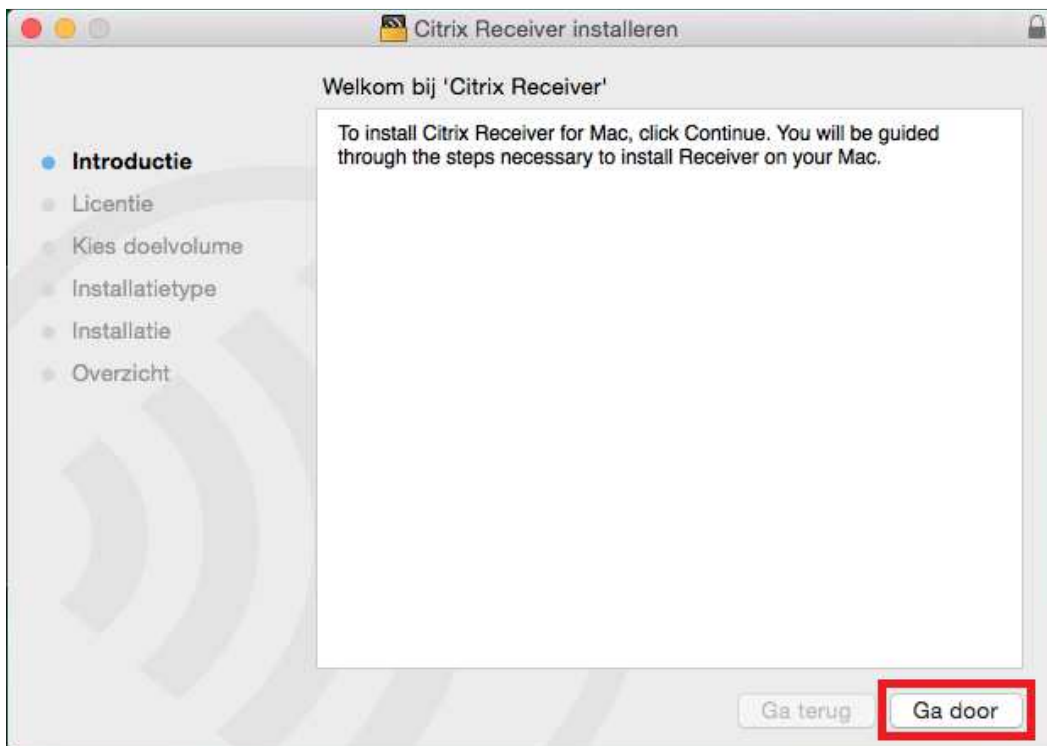 Citrix Receiver installeren
Welkom bij 'Citrix Receiver'
Introductie
Licentie
Kies doelvolume
Installatietype
Installatie
Overzicht
To install Citrix Receiver for Mac, click Continue. You will be guided
through the steps necessary to install Receiver on your Mac.
Ga terug
Ga door